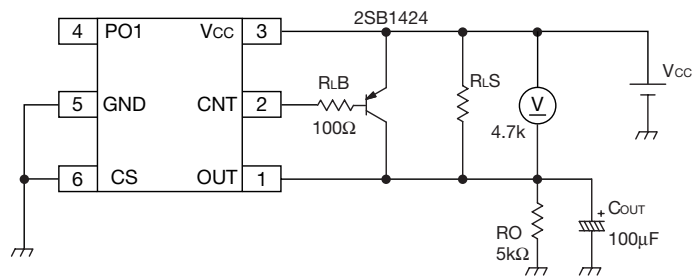 2SB1424
4 PO1 VCC 3
VCC
RLB
RLS
5 GND CNT 2
V
100Ω
4.7k
6 CS OUT 1
+ COUT
RO
100μF
5kΩ